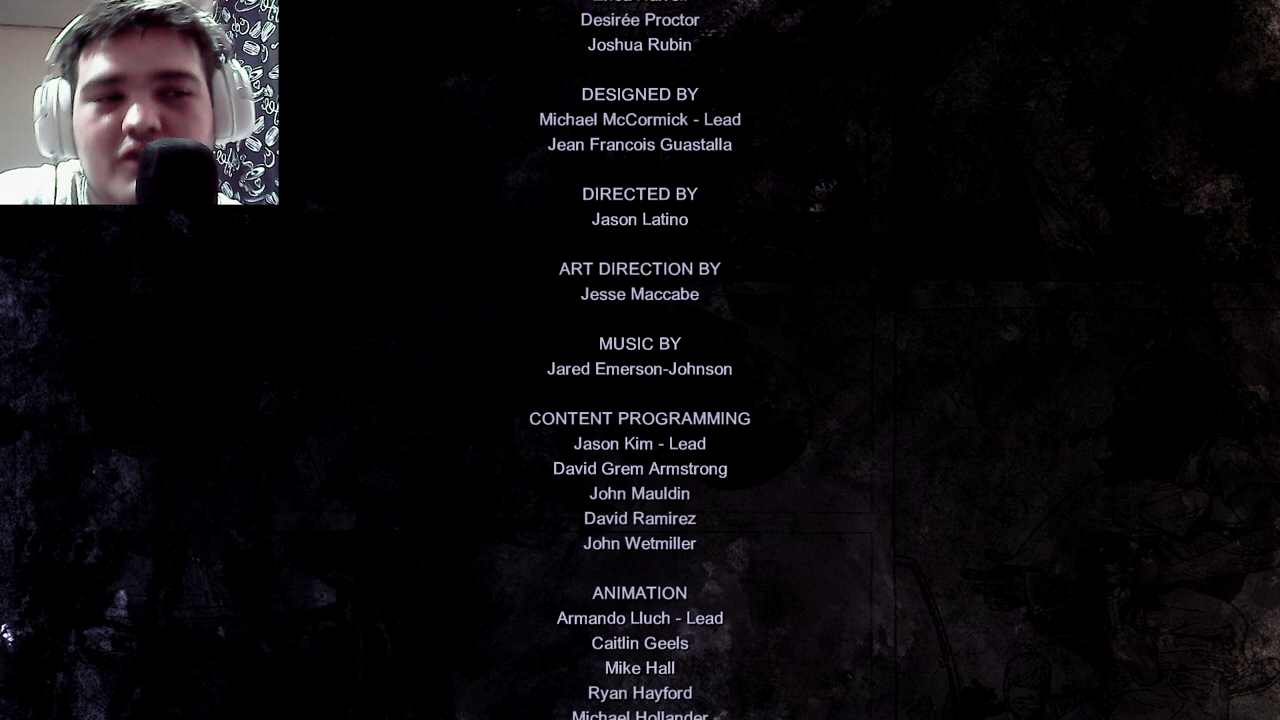 Desirée Proctor
Joshua Rubin
DESIGNED BY
Michael McCormick - Lead
Jean Francois Guastalla
DIRECTED BY
Jason Latino
ART DIRECTION BY
Jesse Maccabe
MUSIC BY
Jared Emerson-Johnson
CONTENT PROGRAMMING
Jason Kim - Lead
David Grem Armstrong
John Mauldin
David Ramirez
John Wetmiller
ANIMATION
Armando Lluch - Lead
Caitlin Geels
Mike Hall
Ryan Hayford
Michael Hollander